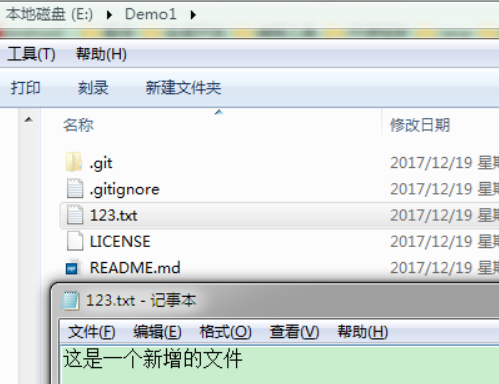 本地磁盘 (E:) ▸ Demo1 ▸
工具(T) 帮助(H)
打印 刻录 新建文件夹
名称 修改日期
.git 2017/12/19 星期
.gitignore 2017/12/19 星期
123.txt 2017/12/19 星期
LICENSE 2017/12/19 星期
README.md 2017/12/19 星期
123.txt - 记事本
文件(F) 编辑(E) 格式(O) 查看(V) 帮助(H)
这是一个新增的文件